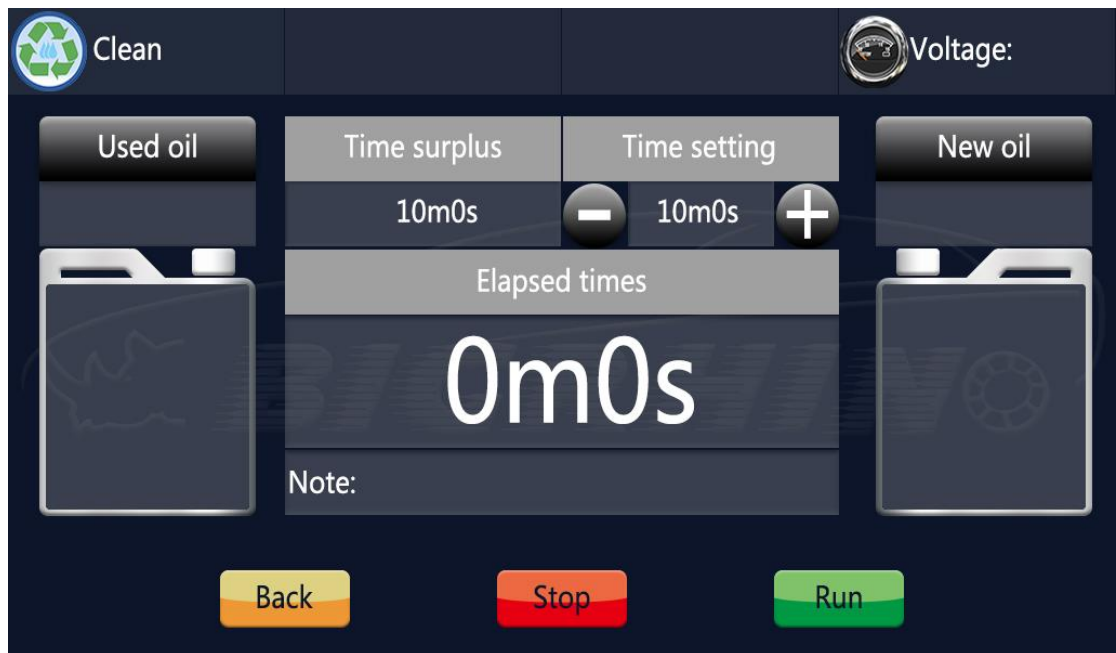 Clean
Voltage:
Used oil
Time surplus
Time setting
New oil
10m0s
10m0s
Elapsed times
0m0s
BIGRHINO
Note:
Back
Stop
Run